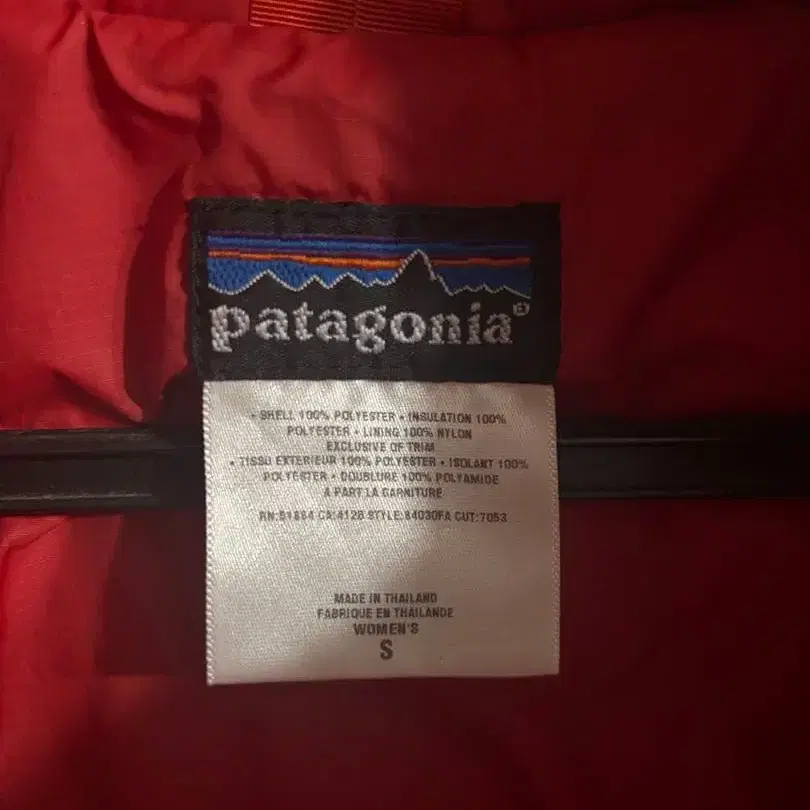 patagonia®
• SHELL 100% POLYESTER • INSULATION 100%
POLYESTER • LINING 100% NYLON
EXCLUSIVE OF TRIM
• TISSU EXTERIEUR 100% POLYESTER • ISOLANT 100%
POLYESTER • DOUBLURE 100% POLYAMIDE
A PART LA GARNITURE
RN:51884 CA:4128 STYLE:84030FA CUT:7053
MADE IN THAILAND
FABRIQUE EN THAILANDE
WOMEN'S
S